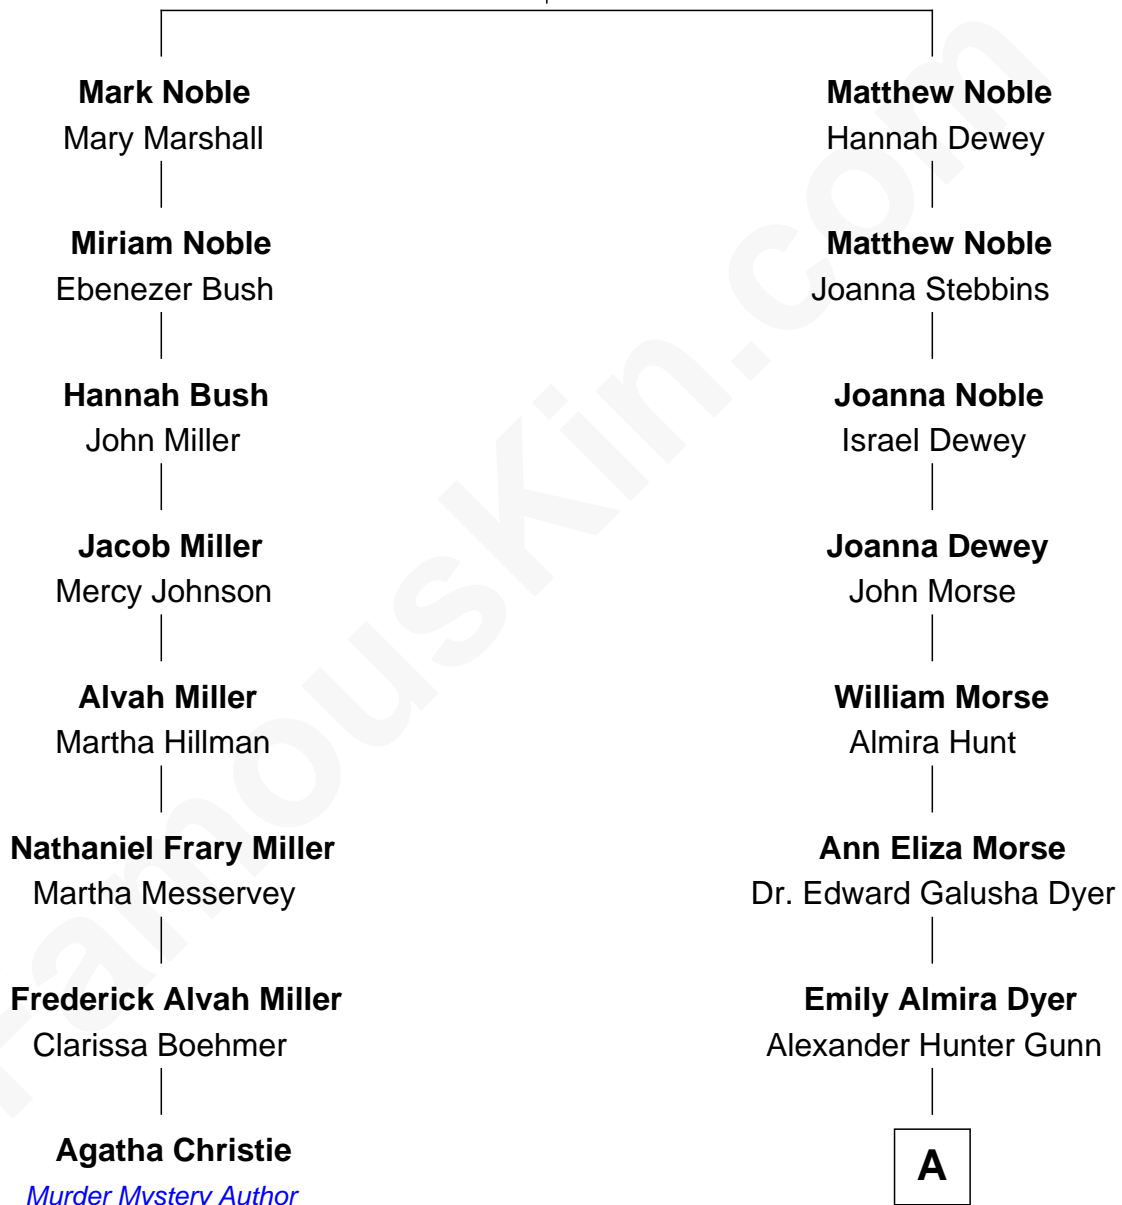 Mark Noble
Mary Marshall
Matthew Noble
Hannah Dewey
Miriam Noble
Ebenezer Bush
Matthew Noble
Joanna Stebbins
Hannah Bush
John Miller
Joanna Noble
Israel Dewey
Jacob Miller
Mercy Johnson
Joanna Dewey
John Morse
Alvah Miller
Martha Hillman
William Morse
Almira Hunt
Nathaniel Frary Miller
Martha Messervey
Ann Eliza Morse
Dr. Edward Galusha Dyer
Frederick Alvah Miller
Clarissa Boehmer
Emily Almira Dyer
Alexander Hunter Gunn
Agatha Christie
Murder Mystery Author
A
FamousKin.com